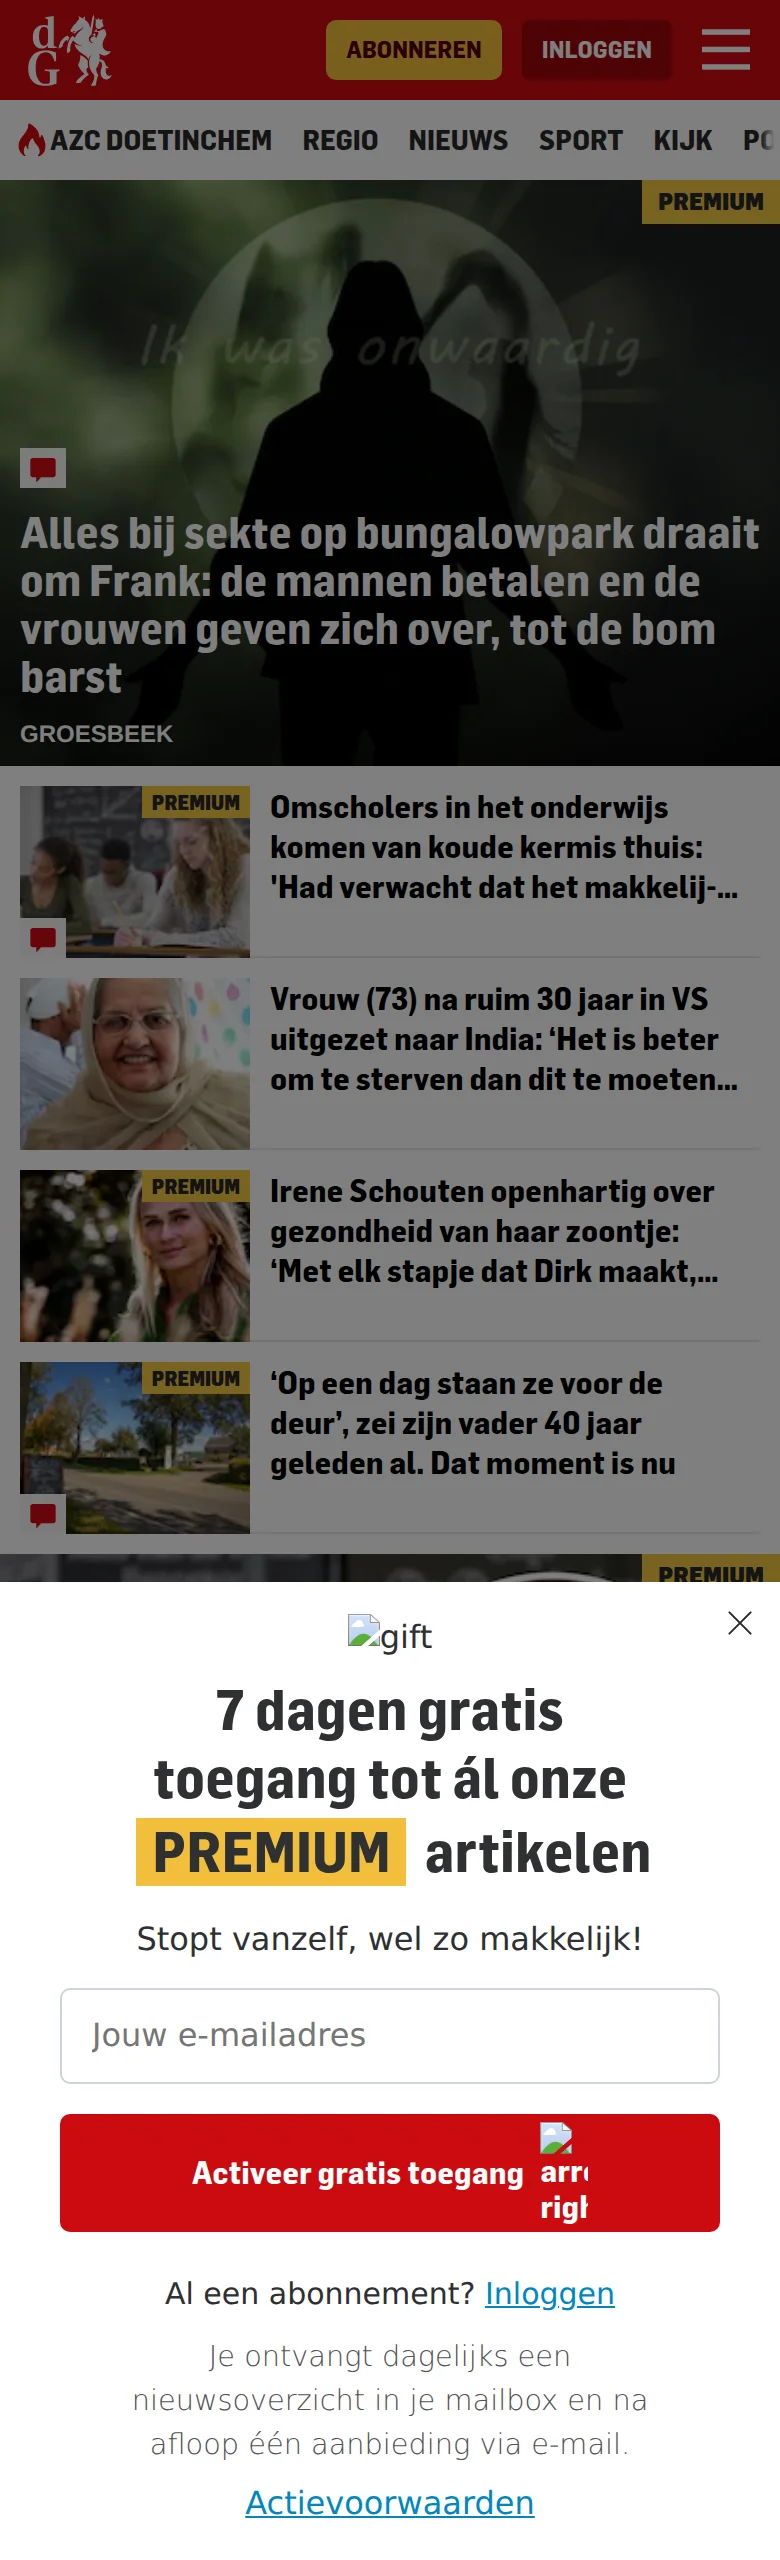 dG
ABONNEREN
INLOGGEN
AZC DOETINCHEM REGIO NIEUWS SPORT KIJK PO
PREMIUM
Ik was onwaardig
Alles bij sekte op bungalowpark draait
om Frank: de mannen betalen en de
vrouwen geven zich over, tot de bom
barst
GROESBEEK
PREMIUM
Omscholers in het onderwijs
komen van koude kermis thuis:
'Had verwacht dat het makkelij-...
Vrouw (73) na ruim 30 jaar in VS
uitgezet naar India: ‘Het is beter
om te sterven dan dit te moeten...
PREMIUM
Irene Schouten openhartig over
gezondheid van haar zoontje:
‘Met elk stapje dat Dirk maakt,...
PREMIUM
‘Op een dag staan ze voor de
deur’, zei zijn vader 40 jaar
geleden al. Dat moment is nu
PREMIUM
gift
7 dagen gratis
toegang tot ál onze
PREMIUM artikelen
Stopt vanzelf, wel zo makkelijk!
Jouw e-mailadres
Activeer gratis toegang
arro
righ
Al een abonnement? Inloggen
Je ontvangt dagelijks een
nieuwsoverzicht in je mailbox en na
afloop één aanbieding via e-mail.
Actievoorwaarden